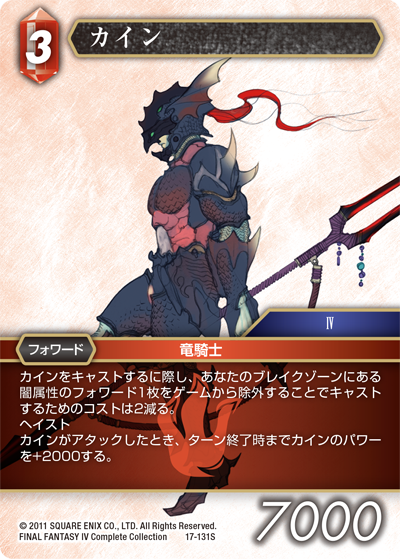 3
カイン
IV
フォワード
竜騎士
カインをキャストするに際し、あなたのブレイクゾーンにある
闇属性のフォワード1枚をゲームから除外することでキャスト
するためのコストは2減る。
ヘイスト
カインがアタックしたとき、ターン終了時までカインのパワー
を+2000する。
© 2011 SQUARE ENIX CO., LTD. All Rights Reserved.
FINAL FANTASY IV Complete Collection 17-131S
7000